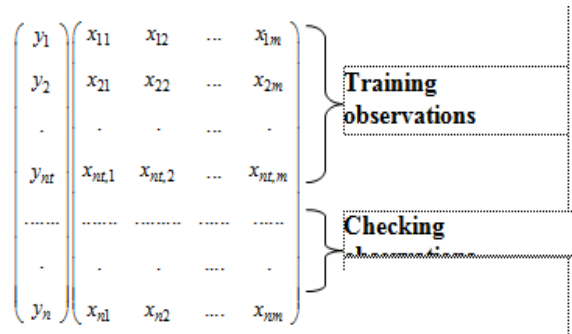 y1 x11 x12 ... x1m
y2 x21 x22 ... x2m
. . . ... .
ynt xnt,1 xnt,2 ... xnt,m
....... ....... ........ ...... ......
. . . .... .
yn xn1 xn2 .... xnm
Training
observations
Checking